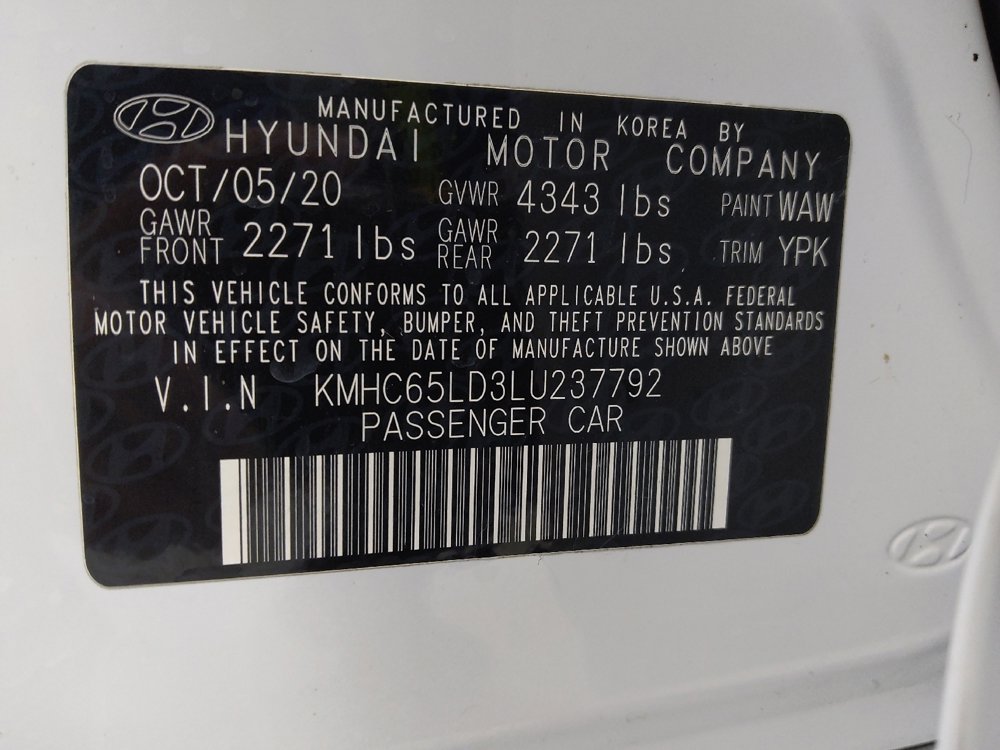 MANUFACTURED IN KOREA BY
HYUNDAI MOTOR COMPANY
OCT/05/20 GVWR 4343 lbs PAINT WAW
GAWR FRONT 2271 lbs GAWR REAR 2271 lbs TRIM YPK
THIS VEHICLE CONFORMS TO ALL APPLICABLE U.S.A. FEDERAL
MOTOR VEHICLE SAFETY, BUMPER, AND THEFT PREVENTION STANDARDS
IN EFFECT ON THE DATE OF MANUFACTURE SHOWN ABOVE
V.I.N KMHC65LD3LU237792
PASSENGER CAR